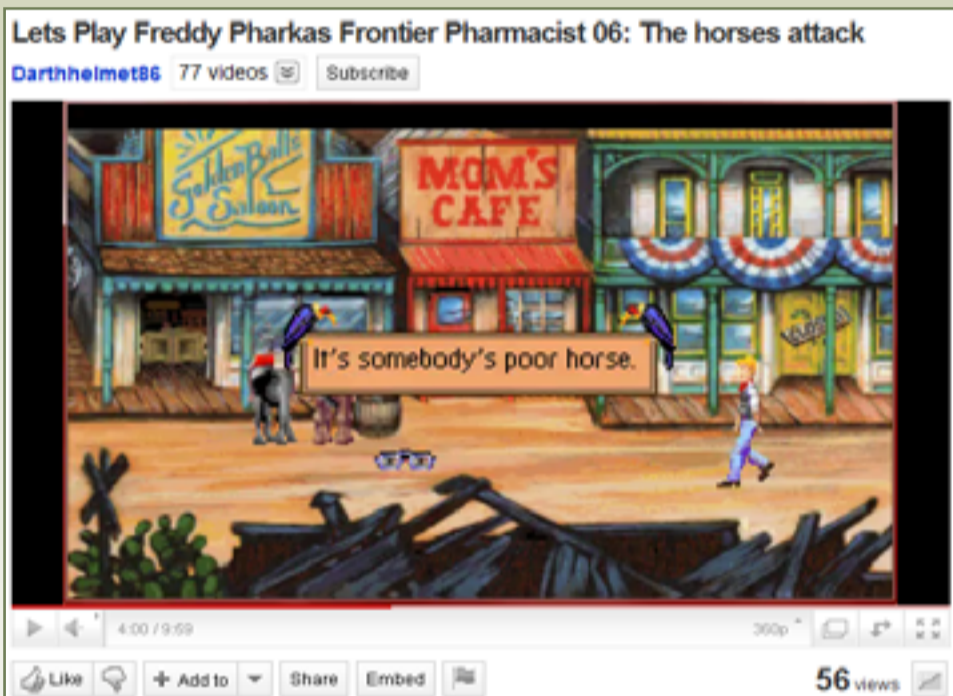 Lets Play Freddy Pharkas Frontier Pharmacist 06: The horses attack
Darthhelmet86 77 videos Subscribe
Golden Balls
Saloon
MOM'S
CAFE
It's somebody's poor horse.
4:00 / 9:59 360p
Like + Add to Share Embed 56 views